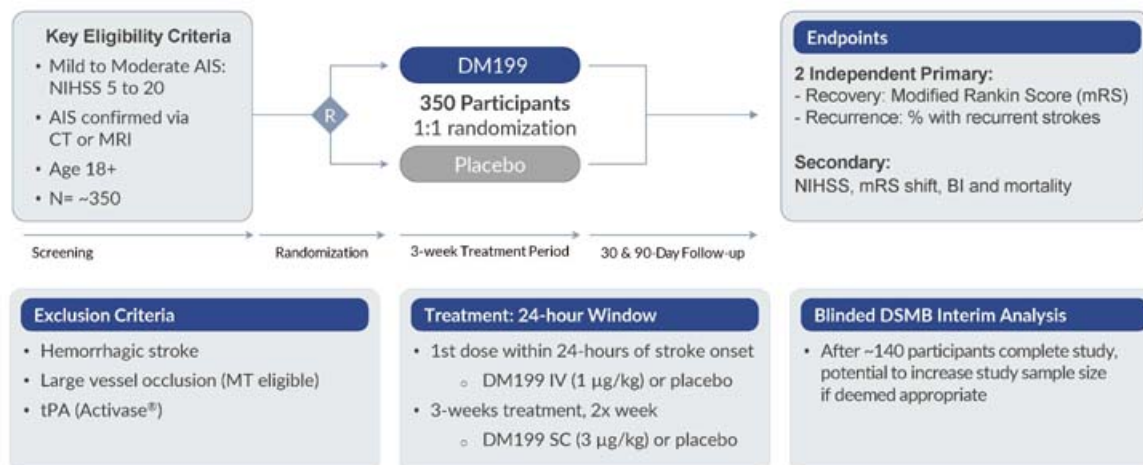 Key Eligibility Criteria
• Mild to Moderate AIS:
NIHSS 5 to 20
• AIS confirmed via
CT or MRI
• Age 18+
• N= ~350
R
DM199
350 Participants
1:1 randomization
Placebo
Endpoints
2 Independent Primary:
- Recovery: Modified Rankin Score (mRS)
- Recurrence: % with recurrent strokes
Secondary:
NIHSS, mRS shift, BI and mortality
Screening
Randomization
3-week Treatment Period
30 & 90-Day Follow-up
Exclusion Criteria
• Hemorrhagic stroke
• Large vessel occlusion (MT eligible)
• tPA (Activase®)
Treatment: 24-hour Window
• 1st dose within 24-hours of stroke onset
○ DM199 IV (1 µg/kg) or placebo
• 3-weeks treatment, 2x week
○ DM199 SC (3 µg/kg) or placebo
Blinded DSMB Interim Analysis
• After ~140 participants complete study,
potential to increase study sample size
if deemed appropriate